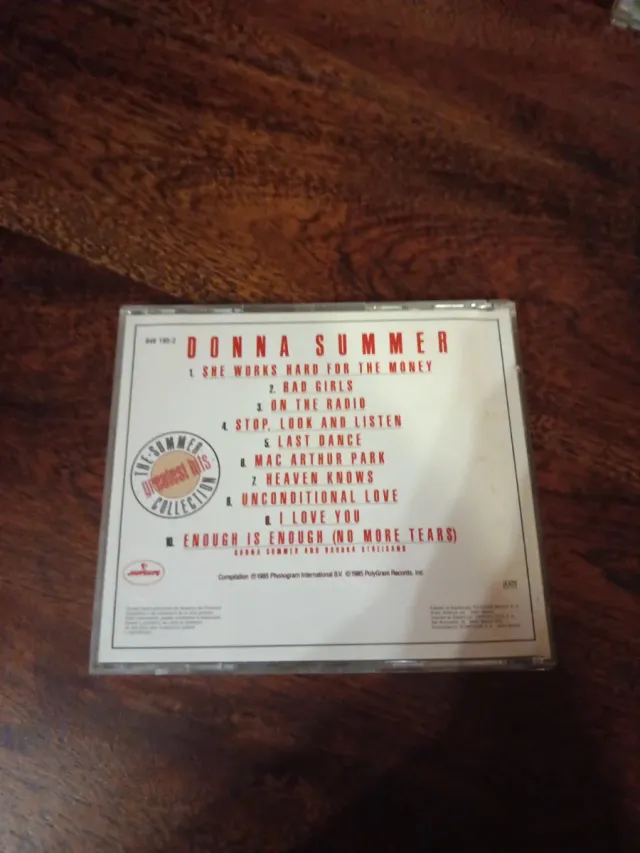 DONNA SUMMER
1. SHE WORKS HARD FOR THE MONEY
2. BAD GIRLS
3. ON THE RADIO
4. STOP, LOOK AND LISTEN
5. LAST DANCE
6. MAC ARTHUR PARK
7. HEAVEN KNOWS
8. UNCONDITIONAL LOVE
9. I LOVE YOU
10. ENOUGH IS ENOUGH (NO MORE TEARS)
DONNA SUMMER AND BARBRA STREISAND
THE SUMMER
greatest hits
COLLECTION
mercury
Compilation ℗1985 Phonogram International B.V. ©1985 PolyGram Records, Inc.